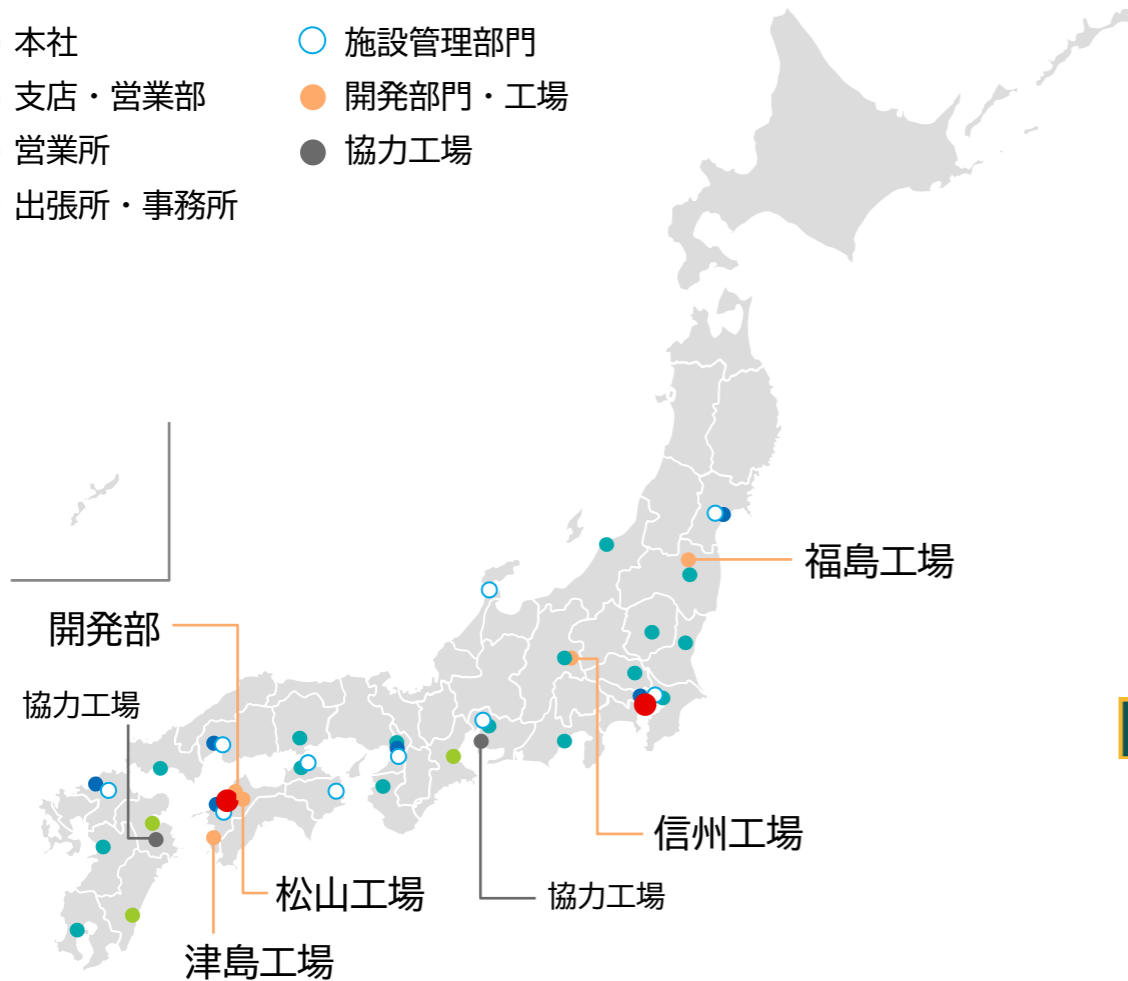 本社
支店・営業部
営業所
出張所・事務所
施設管理部門
開発部門・工場
協力工場
福島工場
開発部
協力工場
信州工場
協力工場
松山工場
津島工場